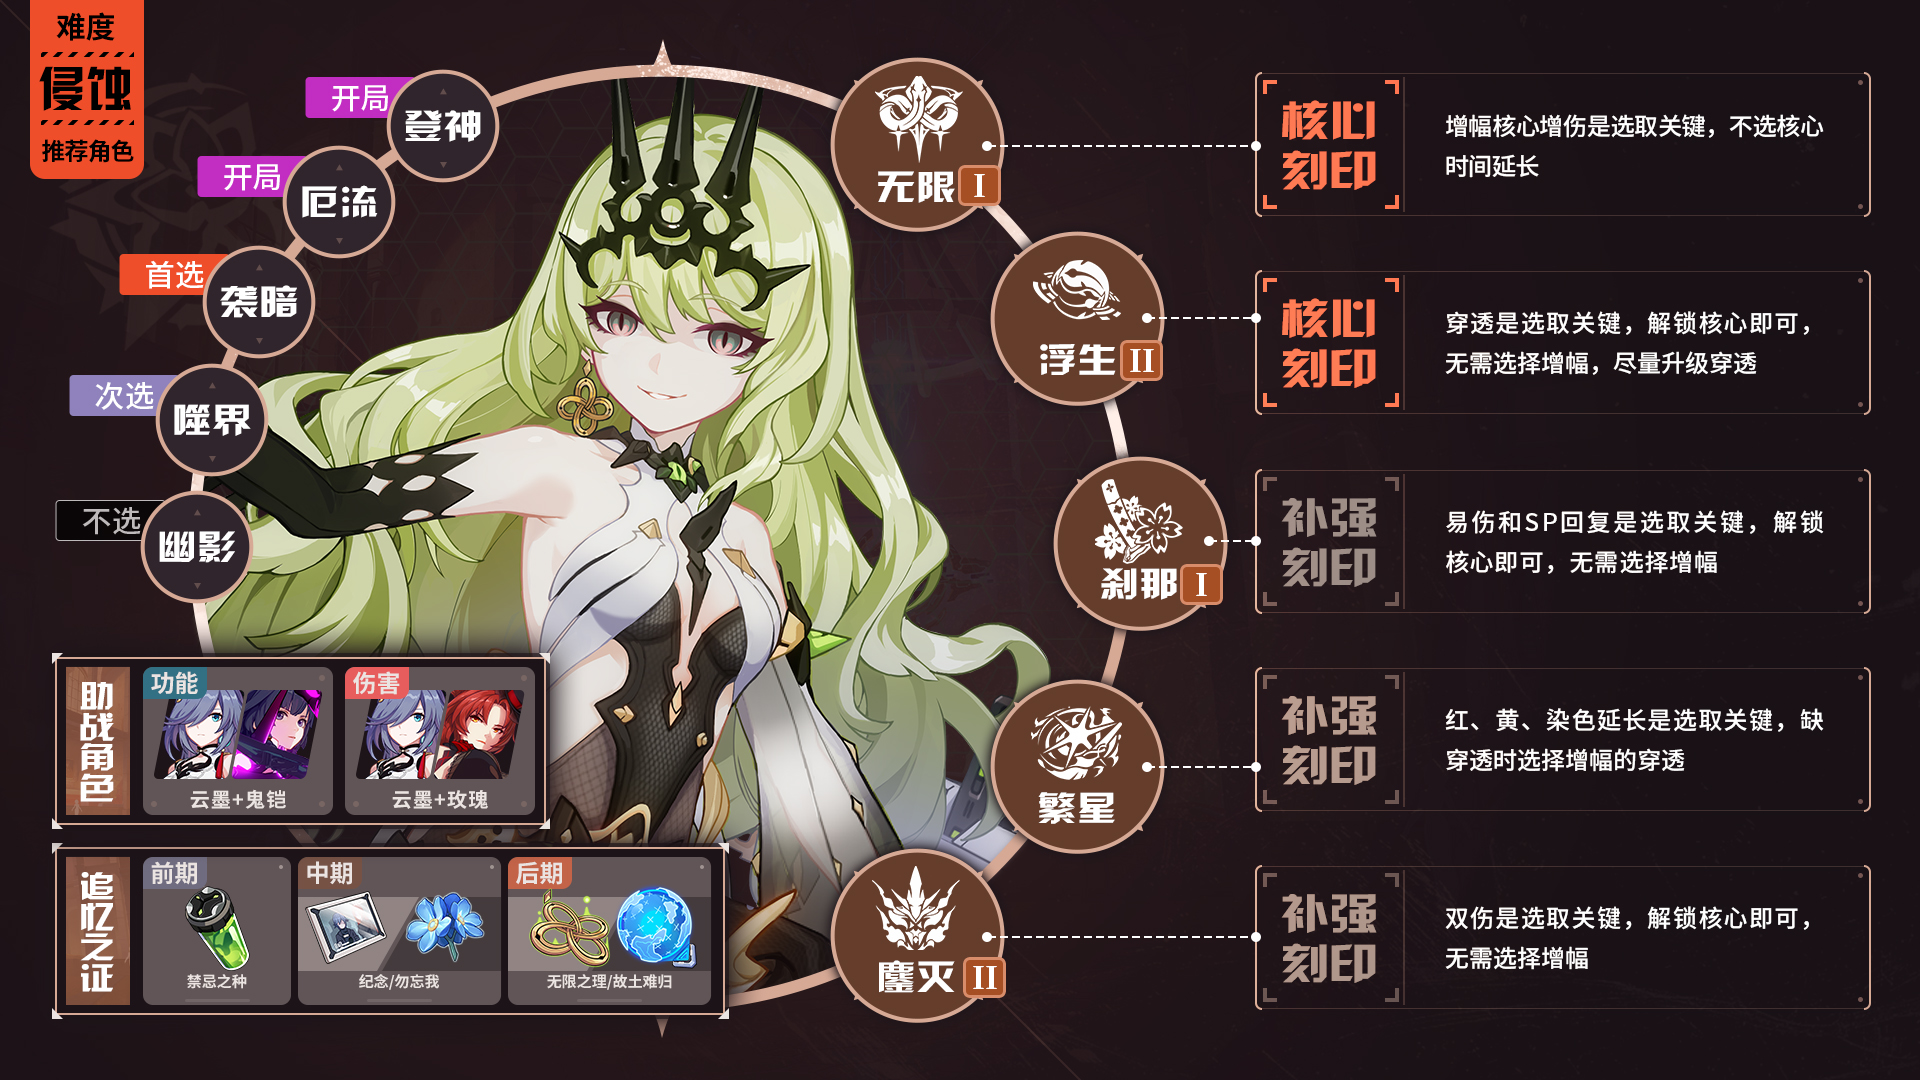 难度
侵蚀
推荐角色
开局
登神
开局
厄流
首选
袭暗
次选
噬界
不选
幽影
无限 I
核心
刻印
增幅核心增伤是选取关键，不选核心
时间延长
浮生 II
核心
刻印
穿透是选取关键，解锁核心即可，
无需选择增幅，尽量升级穿透
刹那 I
补强
刻印
易伤和SP回复是选取关键，解锁
核心即可，无需选择增幅
繁星
补强
刻印
红、黄、染色延长是选取关键，缺
穿透时选择增幅的穿透
鏖灭 II
补强
刻印
双伤是选取关键，解锁核心即可，
无需选择增幅
助战角色
功能
云墨+鬼铠
伤害
云墨+玫瑰
追忆之证
前期
禁忌之种
中期
纪念/勿忘我
后期
无限之理/故土难归